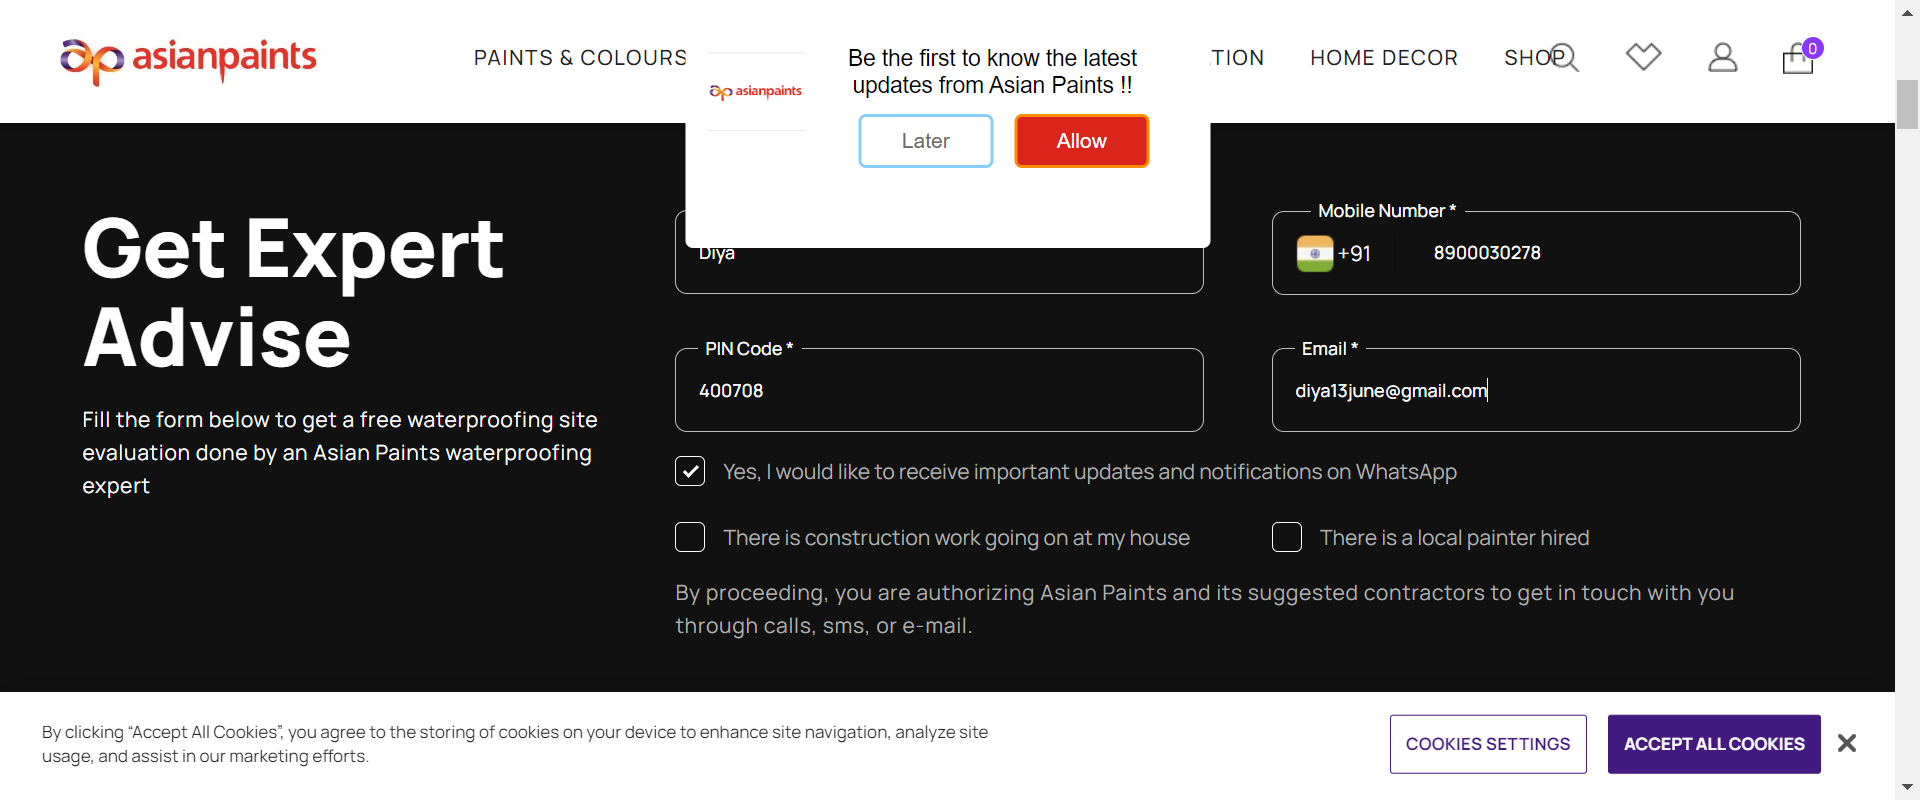 asianpaints
PAINTS & COLOURS
TION
HOME DECOR
SHOP
0
asianpaints
Be the first to know the latest
updates from Asian Paints !!
Later
Allow
Get Expert
Advise
Fill the form below to get a free waterproofing site
evaluation done by an Asian Paints waterproofing
expert
Diya
Mobile Number *
+91
8900030278
PIN Code *
400708
Email *
diya13june@gmail.com
Yes, I would like to receive important updates and notifications on WhatsApp
There is construction work going on at my house
There is a local painter hired
By proceeding, you are authorizing Asian Paints and its suggested contractors to get in touch with you
through calls, sms, or e-mail.
By clicking “Accept All Cookies”, you agree to the storing of cookies on your device to enhance site navigation, analyze site
usage, and assist in our marketing efforts.
COOKIES SETTINGS
ACCEPT ALL COOKIES